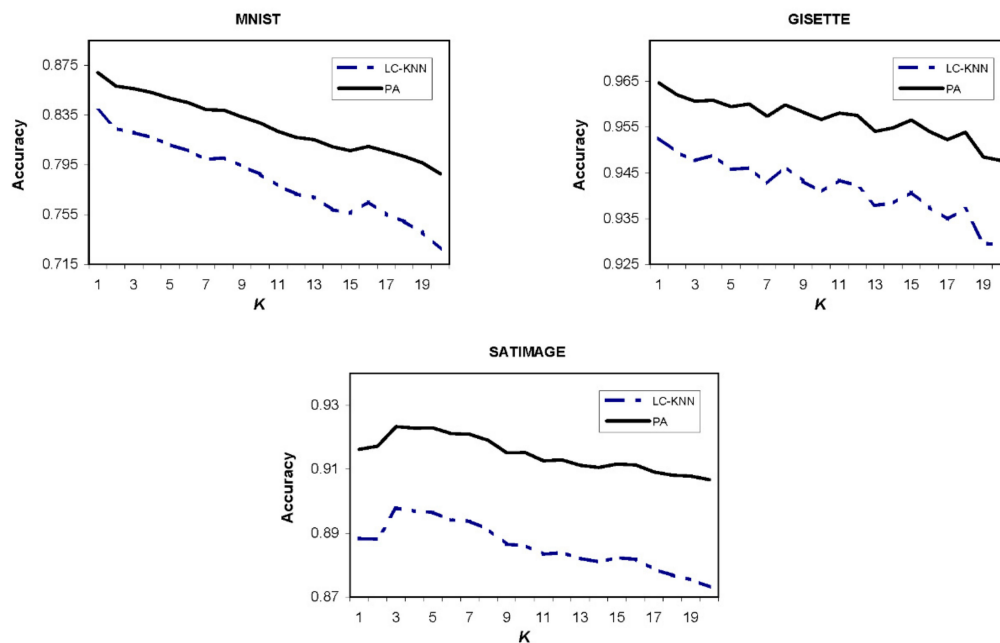 MNIST
0.875
0.835
0.795
0.755
0.715
Accuracy
LC-KNN
PA
1 3 5 7 9 11 13 15 17 19
K
GISETTE
0.965
0.955
0.945
0.935
0.925
Accuracy
LC-KNN
PA
1 3 5 7 9 11 13 15 17 19
K
SATIMAGE
0.93
0.91
0.89
0.87
Accuracy
LC-KNN
PA
1 3 5 7 9 11 13 15 17 19
K